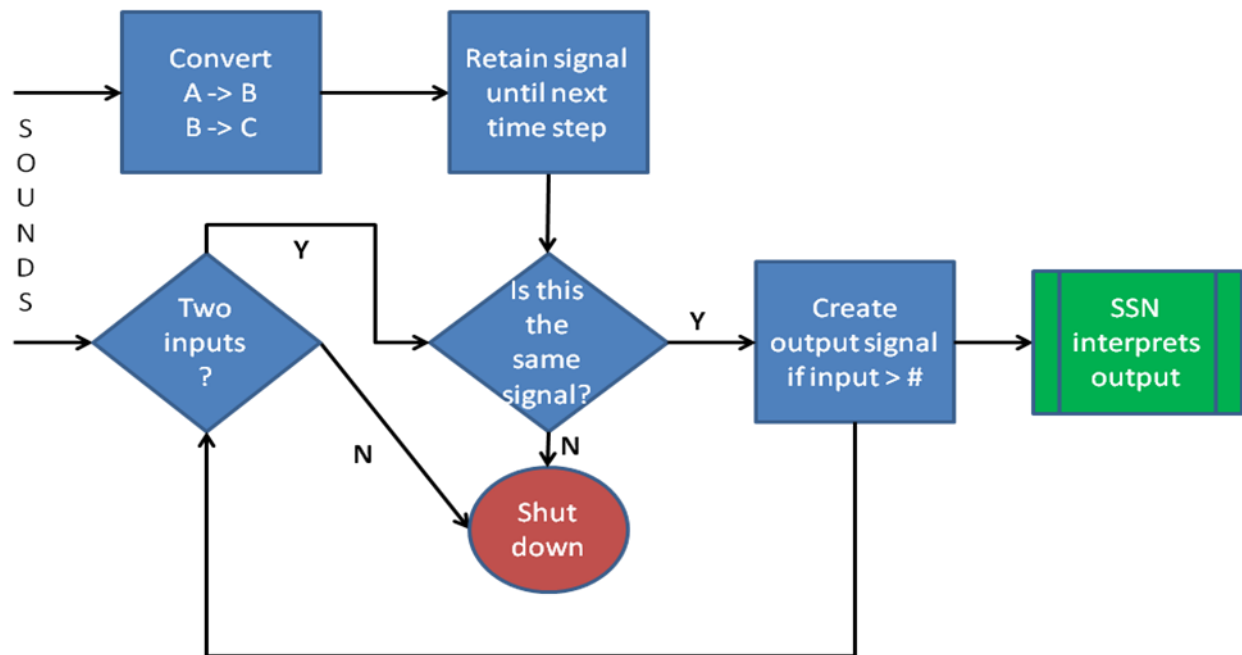 SOUNDS
Convert
A -> B
B -> C
Retain signal
until next
time step
Two
inputs
?
Y
N
Is this
the
same
signal?
Y
N
Create
output signal
if input > #
SSN
interprets
output
Shut
down